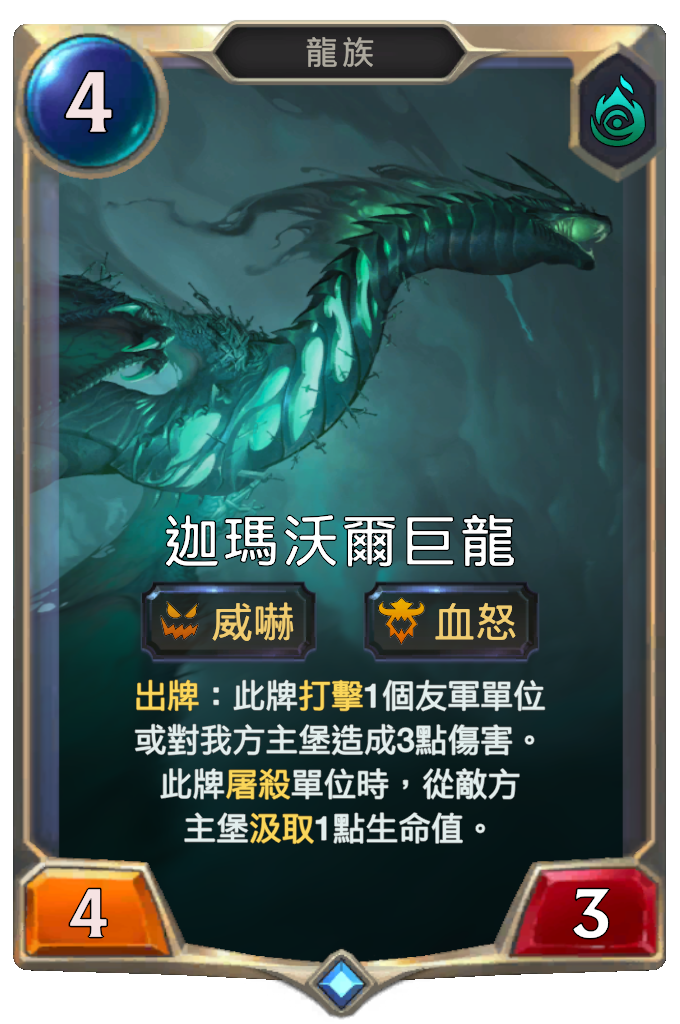 龍族
4
迦瑪沃爾巨龍
威嚇 血怒
出牌：此牌打擊1個友軍單位
或對我方主堡造成3點傷害。
此牌屠殺單位時，從敵方
主堡汲取1點生命值。
4
3